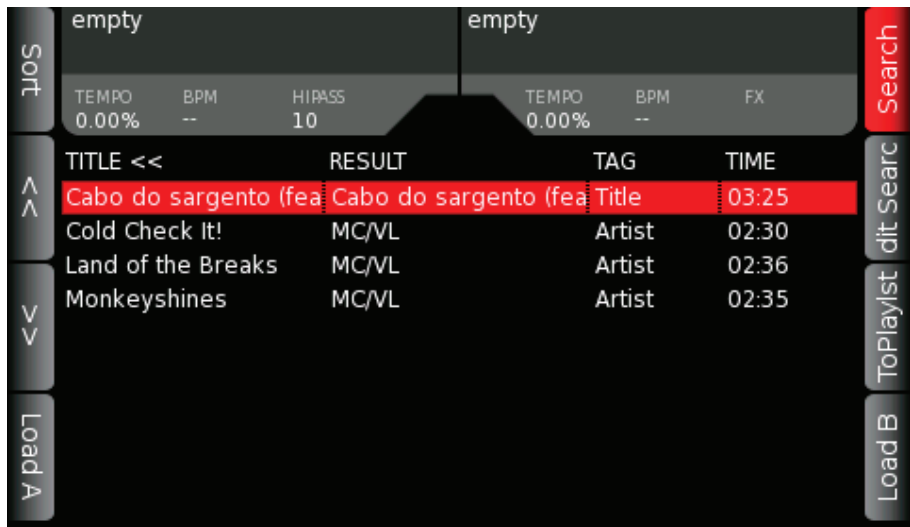 Sort
<<
>>
Load A
empty
empty
TEMPO BPM HIPASS
0.00% -- 10
TEMPO BPM FX
0.00% --
TITLE << RESULT TAG TIME
Cabo do sargento (fea Cabo do sargento (fea Title 03:25
Cold Check It! MC/VL Artist 02:30
Land of the Breaks MC/VL Artist 02:36
Monkeyshines MC/VL Artist 02:35
Search
dit Searc
ToPlaylst
Load B